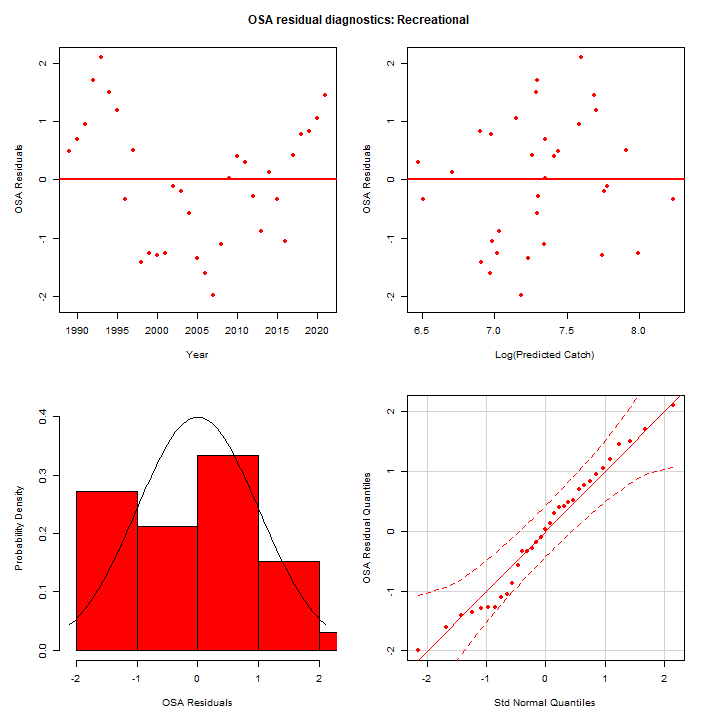 OSA residual diagnostics: Recreational
OSA Residuals
2
1
0
-1
-2
1990 1995 2000 2005 2010 2015 2020
Year
OSA Residuals
2
1
0
-1
-2
6.5 7.0 7.5 8.0
Log(Predicted Catch)
Probability Density
0.4
0.3
0.2
0.1
0.0
-2 -1 0 1 2
OSA Residuals
OSA Residual Quantiles
2
1
0
-1
-2
-2 -1 0 1 2
Std Normal Quantiles